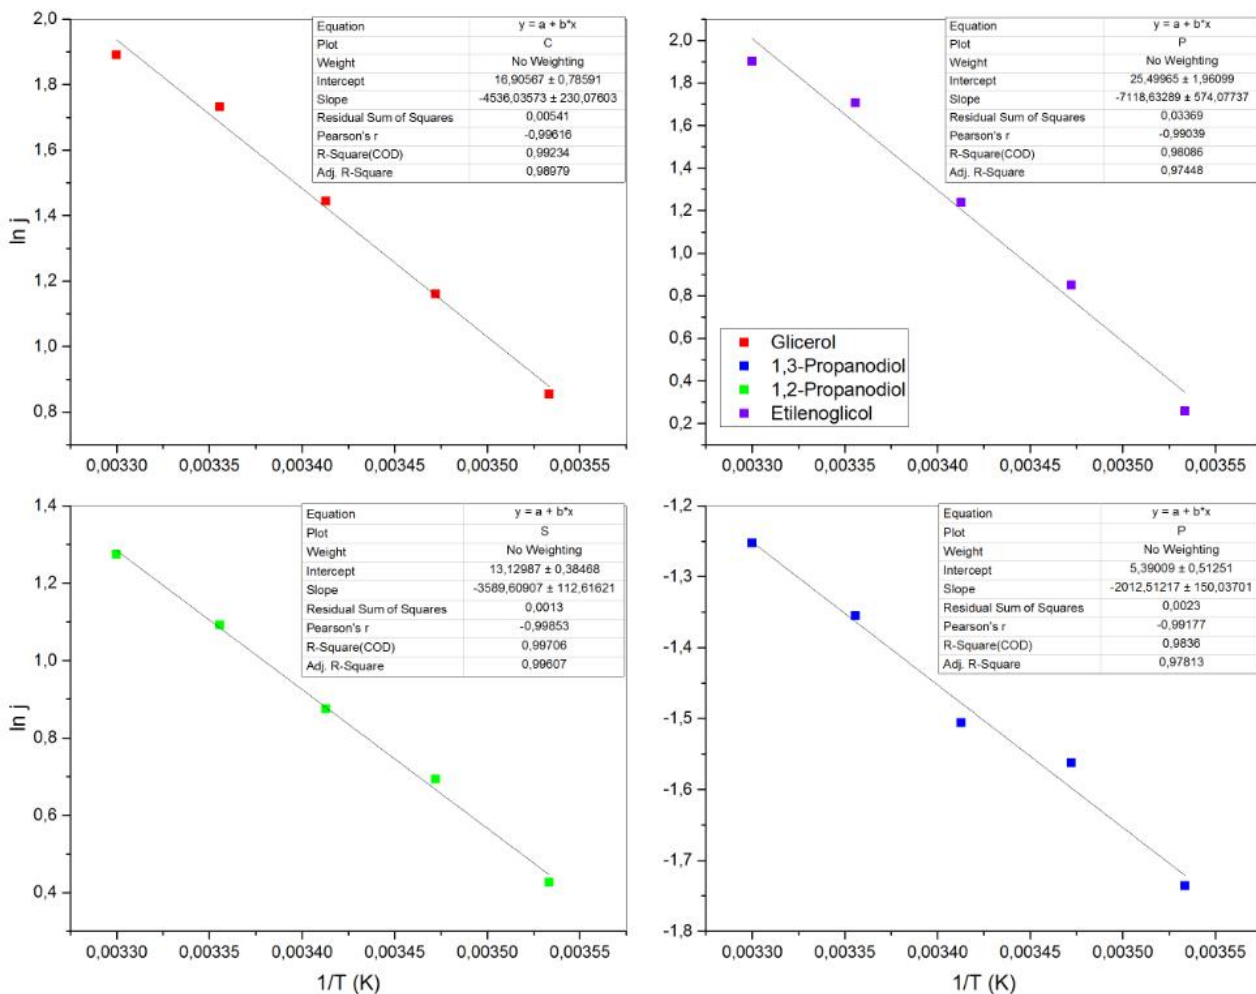 2,0
1,8
1,6
1,4
1,2
1,0
0,8
ln j
0,00330 0,00335 0,00340 0,00345 0,00350 0,00355
Equation y = a + b*x
Plot C
Weight No Weighting
Intercept 16,90567 ± 0,78591
Slope -4536,03573 ± 230,07603
Residual Sum of Squares 0,00541
Pearson's r -0,99616
R-Square(COD) 0,99234
Adj. R-Square 0,98979
2,0
1,8
1,6
1,4
1,2
1,0
0,8
0,6
0,4
0,2
0,00330 0,00335 0,00340 0,00345 0,00350 0,00355
Equation y = a + b*x
Plot P
Weight No Weighting
Intercept 25,49965 ± 1,96099
Slope -7118,63289 ± 574,07737
Residual Sum of Squares 0,03369
Pearson's r -0,99039
R-Square(COD) 0,98086
Adj. R-Square 0,97448
Glicerol
1,3-Propanodiol
1,2-Propanodiol
Etilenoglicol
1,4
1,2
1,0
0,8
0,6
0,4
ln j
0,00330 0,00335 0,00340 0,00345 0,00350 0,00355
1/T (K)
Equation y = a + b*x
Plot S
Weight No Weighting
Intercept 13,12987 ± 0,38468
Slope -3589,60907 ± 112,61621
Residual Sum of Squares 0,0013
Pearson's r -0,99853
R-Square(COD) 0,99706
Adj. R-Square 0,99607
-1,2
-1,3
-1,4
-1,5
-1,6
-1,7
-1,8
0,00330 0,00335 0,00340 0,00345 0,00350 0,00355
1/T (K)
Equation y = a + b*x
Plot P
Weight No Weighting
Intercept 5,39009 ± 0,51251
Slope -2012,51217 ± 150,03701
Residual Sum of Squares 0,0023
Pearson's r -0,99177
R-Square(COD) 0,9836
Adj. R-Square 0,97813